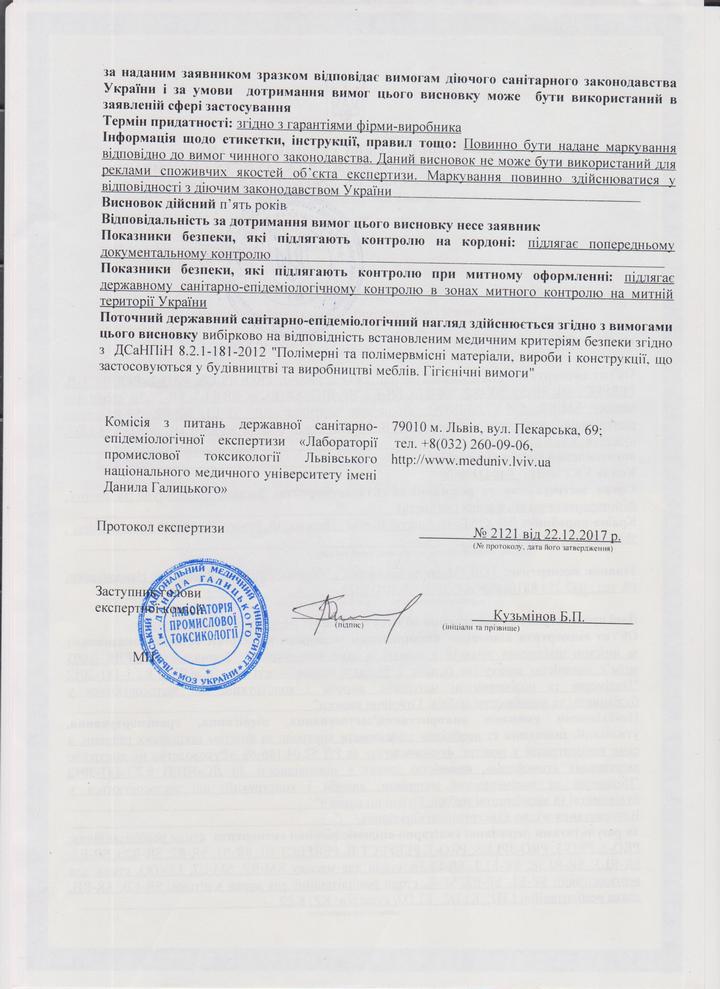 за наданим заявником зразком відповідає вимогам діючого санітарного законодавства
України і за умови дотримання вимог цього висновку може бути використаний в
заявленій сфері застосування
Термін придатності: згідно з гарантіями фірми-виробника
Інформація щодо етикетки, інструкції, правил тощо: Повинно бути надане маркування
відповідно до вимог чинного законодавства. Даний висновок не може бути використаний для
реклами споживчих якостей об`єкта експертизи. Маркування повинно здійснюватися у
відповідності з діючим законодавством України
Висновок дійсний п’ять років
Відповідальність за дотримання вимог цього висновку несе заявник
Показники безпеки, які підлягають контролю на кордоні: підлягає попередньому
документальному контролю
Показники безпеки, які підлягають контролю при митному оформленні: підлягає
державному санітарно-епідеміологічному контролю в зонах митного контролю на митній
території України
Поточний державний санітарно-епідеміологічний нагляд здійснюється згідно з вимогами
цього висновку вибірково на відповідність встановленим медичним критеріям безпеки згідно
з ДСаНПіН 8.2.1-181-2012 "Полімерні та полімервмісні матеріали, вироби і конструкції, що
застосовуються у будівництві та виробництві меблів. Гігієнічні вимоги"
Комісія з питань державної санітарно-
епідеміологічної експертизи «Лабораторії
промислової токсикології Львівського
національного медичного університету імені
Данила Галицького»
79010 м. Львів, вул. Пекарська, 69;
тел. +8(032) 260-09-06,
http://www.meduniv.lviv.ua
Протокол експертизи
№ 2121 від 22.12.2017 р.
(№ протоколу, дата його затвердження)
Заступник голови
експертної комісії
(підпис)
Кузьмінов Б.П.
(ініціали та прізвище)
МП
ЛЬВІВСЬКИЙ НАЦІОНАЛЬНИЙ МЕДИЧНИЙ УНІВЕРСИТЕТ
ІМ. ДАНИЛА ГАЛИЦЬКОГО
ЛАБОРАТОРІЯ
ПРОМИСЛОВОЇ
ТОКСИКОЛОГІЇ
* МОЗ УКРАЇНИ *